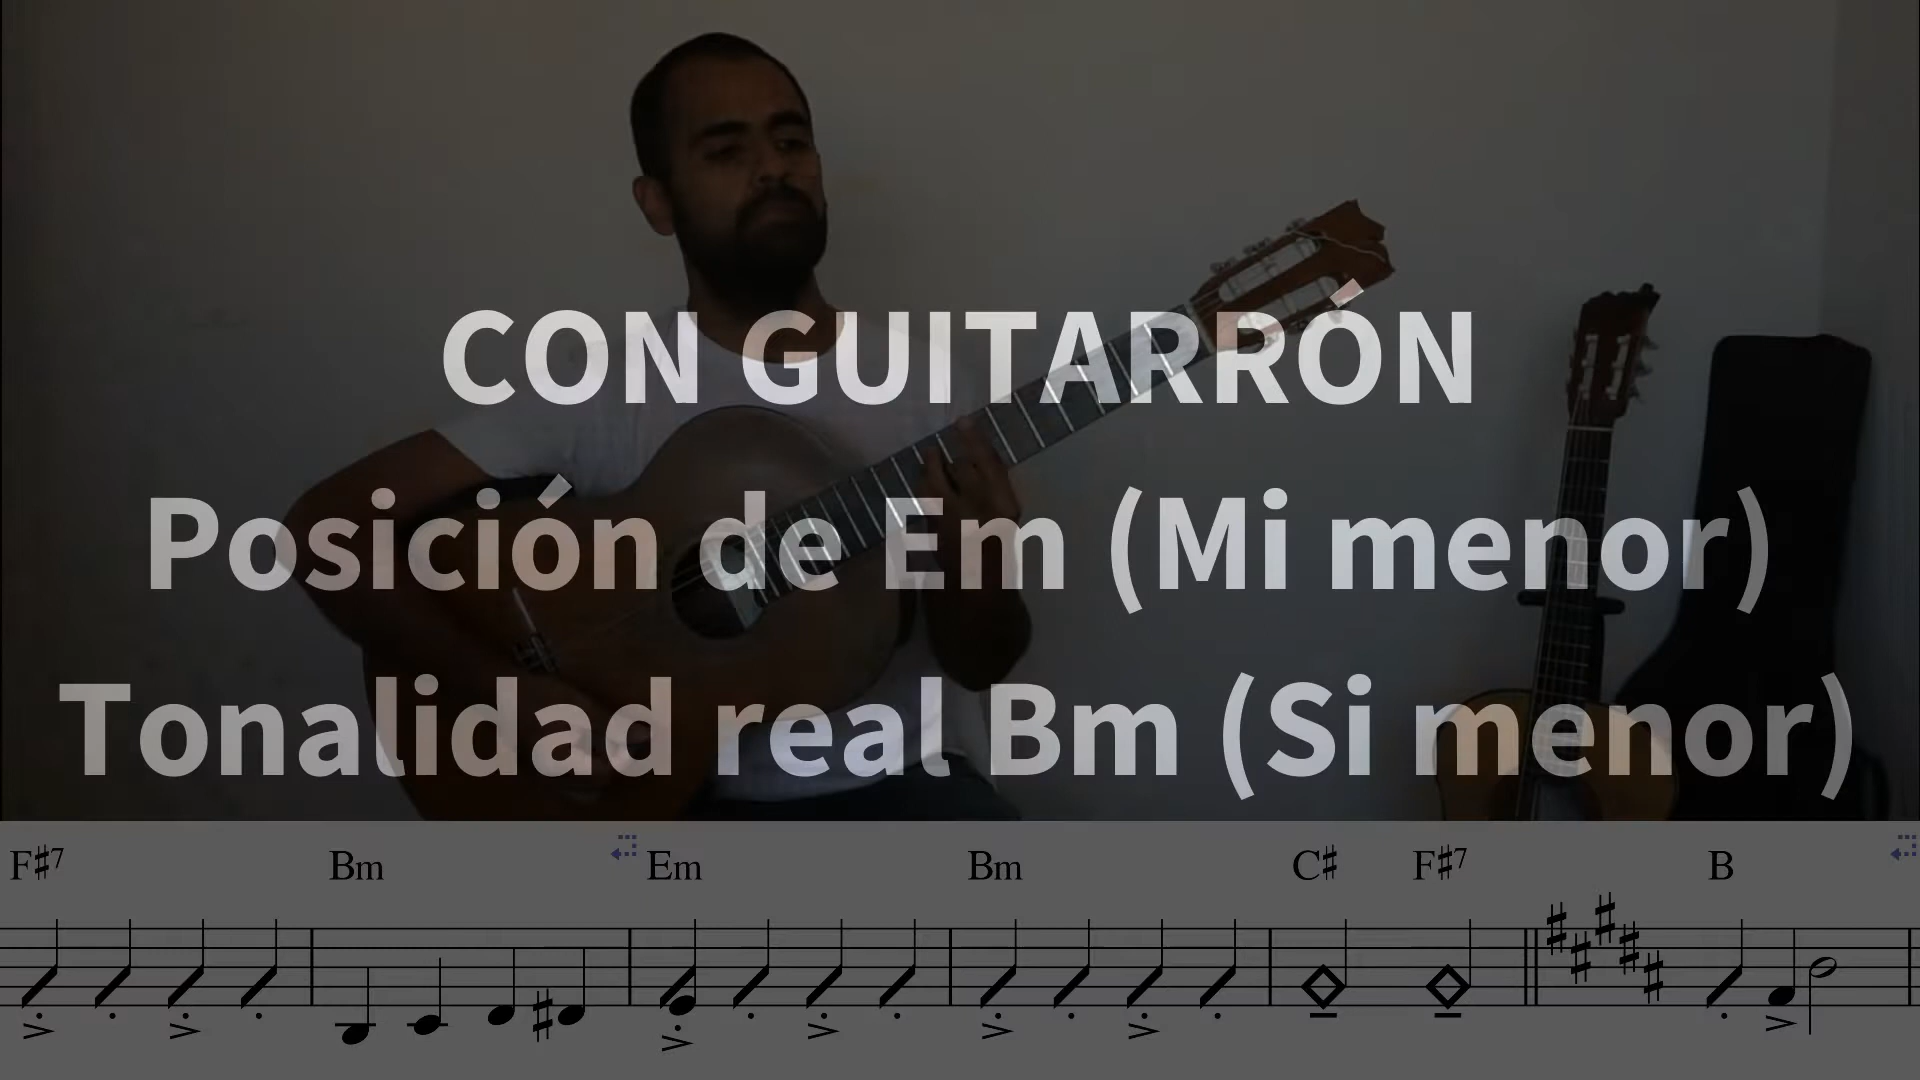 CON GUITARRÓN
Posición de Em (Mi menor)
Tonalidad real Bm (Si menor)
F♯7 Bm Em Bm C♯ F♯7 B